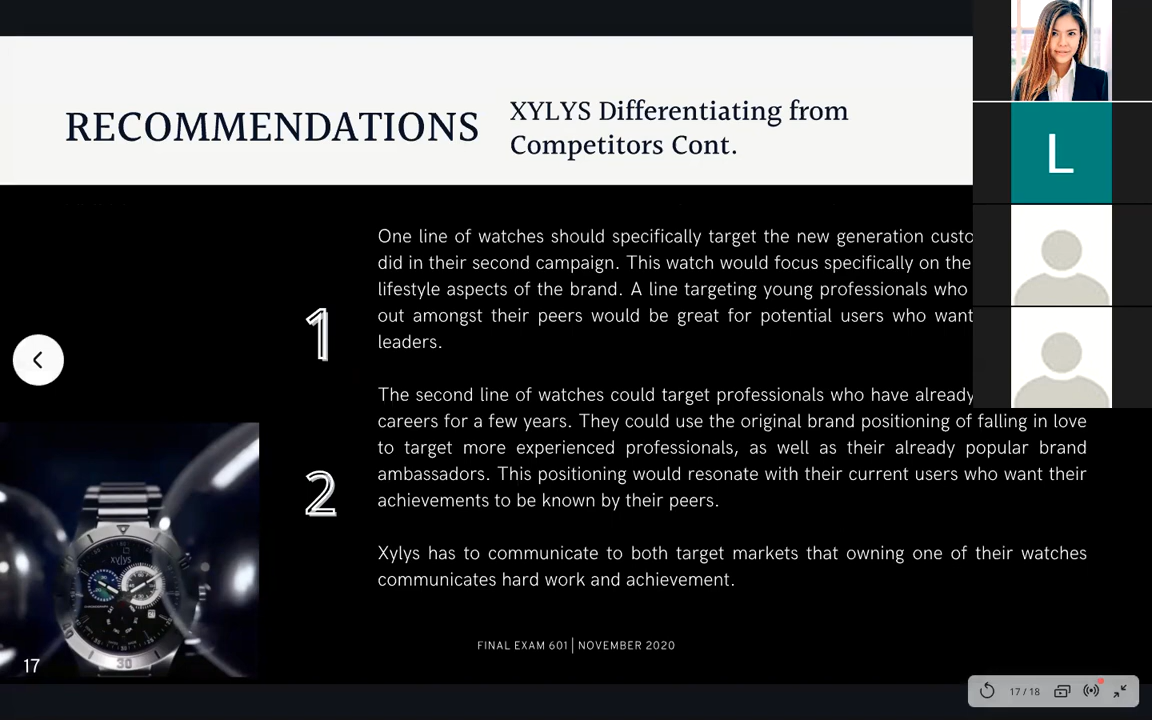 RECOMMENDATIONS
XYLYS Differentiating from
Competitors Cont.
L
1
One line of watches should specifically target the new generation custo
did in their second campaign. This watch would focus specifically on the
lifestyle aspects of the brand. A line targeting young professionals who
out amongst their peers would be great for potential users who want
leaders.
2
The second line of watches could target professionals who have already
careers for a few years. They could use the original brand positioning of falling in love
to target more experienced professionals, as well as their already popular brand
ambassadors. This positioning would resonate with their current users who want their
achievements to be known by their peers.
Xylys has to communicate to both target markets that owning one of their watches
communicates hard work and achievement.
XYLYS
30
FINAL EXAM 601 | NOVEMBER 2020
17
17 / 18